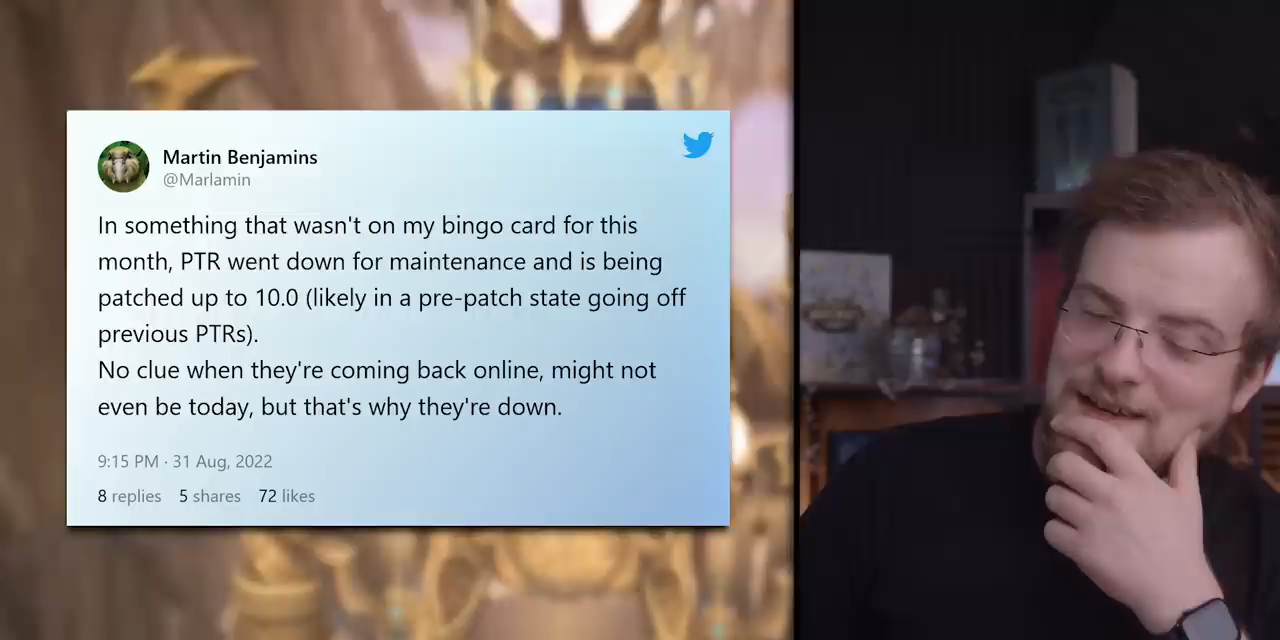 Martin Benjamins
@Marlamin
In something that wasn't on my bingo card for this
month, PTR went down for maintenance and is being
patched up to 10.0 (likely in a pre-patch state going off
previous PTRs).
No clue when they're coming back online, might not
even be today, but that's why they're down.
9:15 PM · 31 Aug, 2022
8 replies 5 shares 72 likes